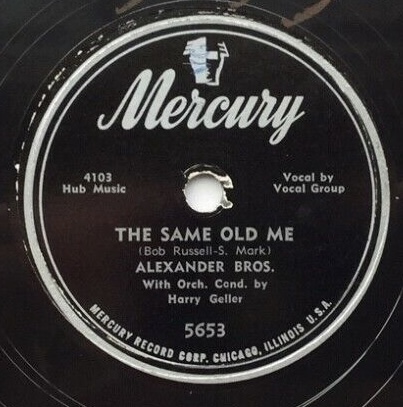 Mercury
4103
Hub Music
Vocal by
Vocal Group
THE SAME OLD ME
(Bob Russell-S. Mark)
ALEXANDER BROS.
With Orch. Cond. by
Harry Geller
5653
MERCURY RECORD CORP. CHICAGO, ILLINOIS U.S.A.